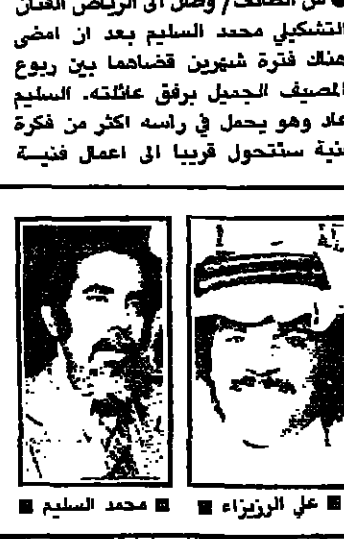 من الطائف / وصل الى الرياض الفنان
التشكيلي محمد السليم بعد ان امضى
هناك فترة شهرين قضاهما بين ربوع
المصيف الجميل برفق عائلته. السليم
عاد وهو يحمل في راسه اكثر من فكرة
فنية ستتحول قريبا الى اعمال فنيـة
■ علي الرزيزاء ■
■ محمد السليم ■